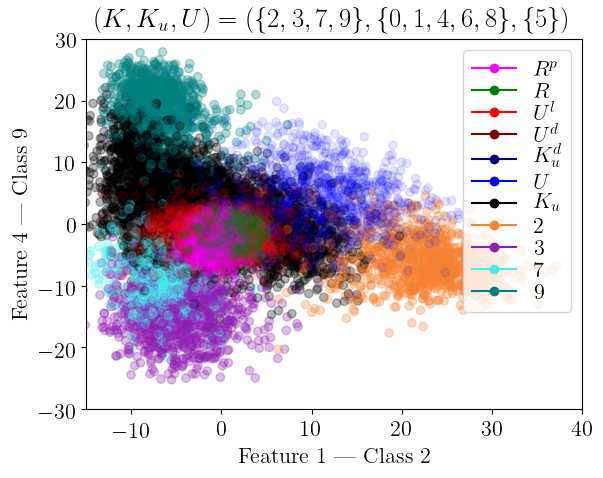 (K, K_u, U) = ({2, 3, 7, 9}, {0, 1, 4, 6, 8}, {5})
30
20
10
0
−10
−20
−30
Feature 4 — Class 9
R^p
R
U^l
U^d
K_u^d
U
K_u
2
3
7
9
−10
0
10
20
30
40
Feature 1 — Class 2